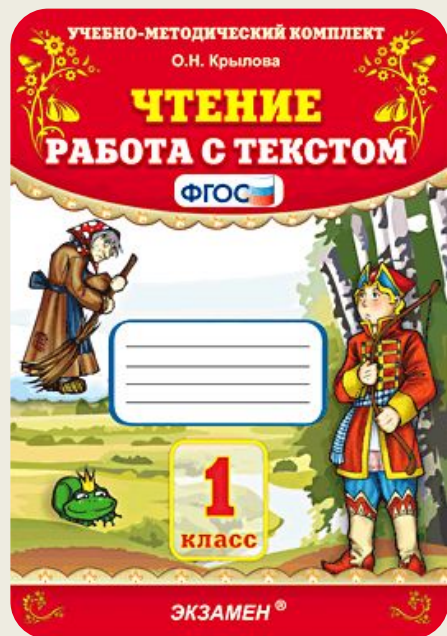 УЧЕБНО-МЕТОДИЧЕСКИЙ КОМПЛЕКТ
О.Н. Крылова
ЧТЕНИЕ
РАБОТА С ТЕКСТОМ
ФГОС
1
класс
ЭКЗАМЕН®